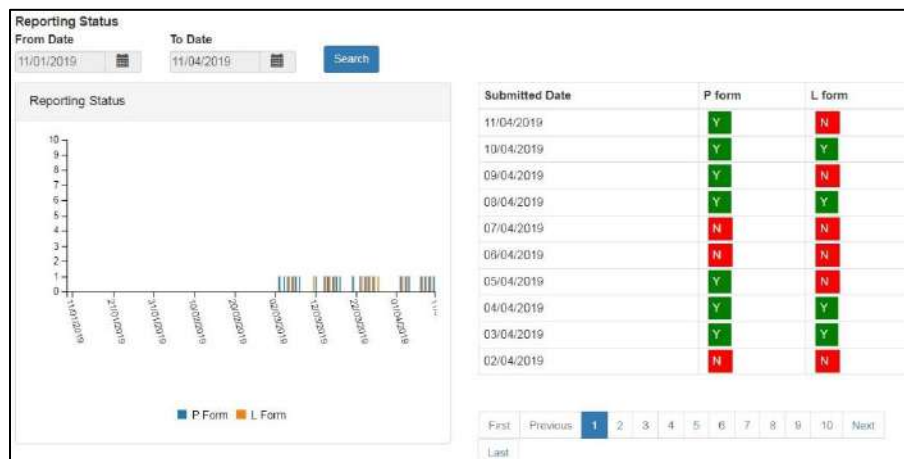 Reporting Status
From Date To Date
11/01/2019 11/04/2019 Search
Reporting Status
10
9
8
7
6
5
4
3
2
1
0
11/01/2019 21/01/2019 31/01/2019 10/02/2019 20/02/2019 02/03/2019 12/03/2019 22/03/2019 01/04/2019
P Form L Form
Submitted Date P form L form
11/04/2019 Y N
10/04/2019 Y Y
09/04/2019 Y N
08/04/2019 Y Y
07/04/2019 N N
06/04/2019 N N
05/04/2019 Y N
04/04/2019 Y Y
03/04/2019 Y Y
02/04/2019 N N
First Previous 1 2 3 4 5 6 7 8 9 10 Next
Last